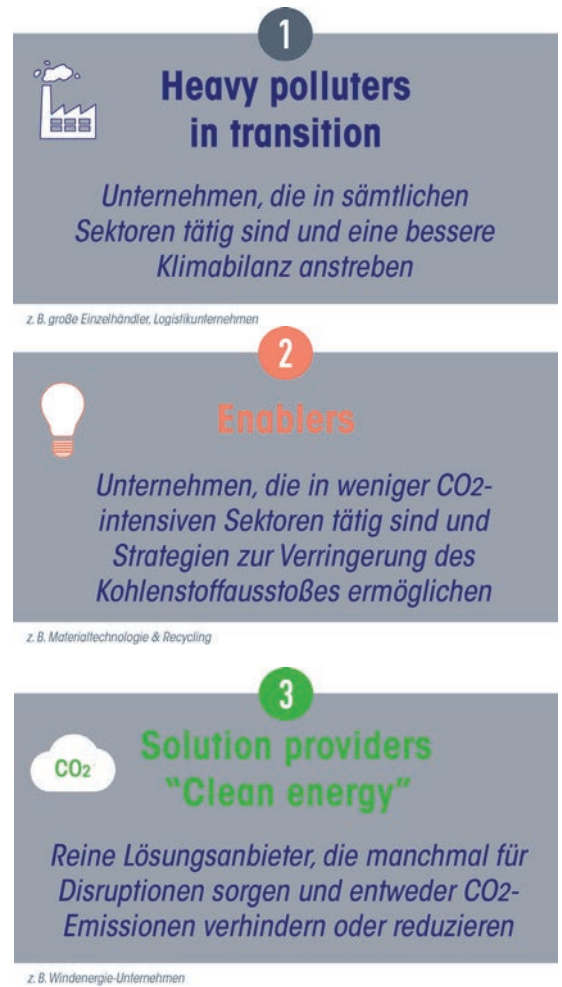 1
Heavy polluters
in transition
Unternehmen, die in sämtlichen
Sektoren tätig sind und eine bessere
Klimabilanz anstreben
z. B. große Einzelhändler, Logistikunternehmen
2
Enablers
Unternehmen, die in weniger CO2-
intensiven Sektoren tätig sind und
Strategien zur Verringerung des
Kohlenstoffausstoßes ermöglichen
z. B. Materialtechnologie & Recycling
3
Solution providers
"Clean energy"
CO2
Reine Lösungsanbieter, die manchmal für
Disruptionen sorgen und entweder CO2-
Emissionen verhindern oder reduzieren
z. B. Windenergie-Unternehmen